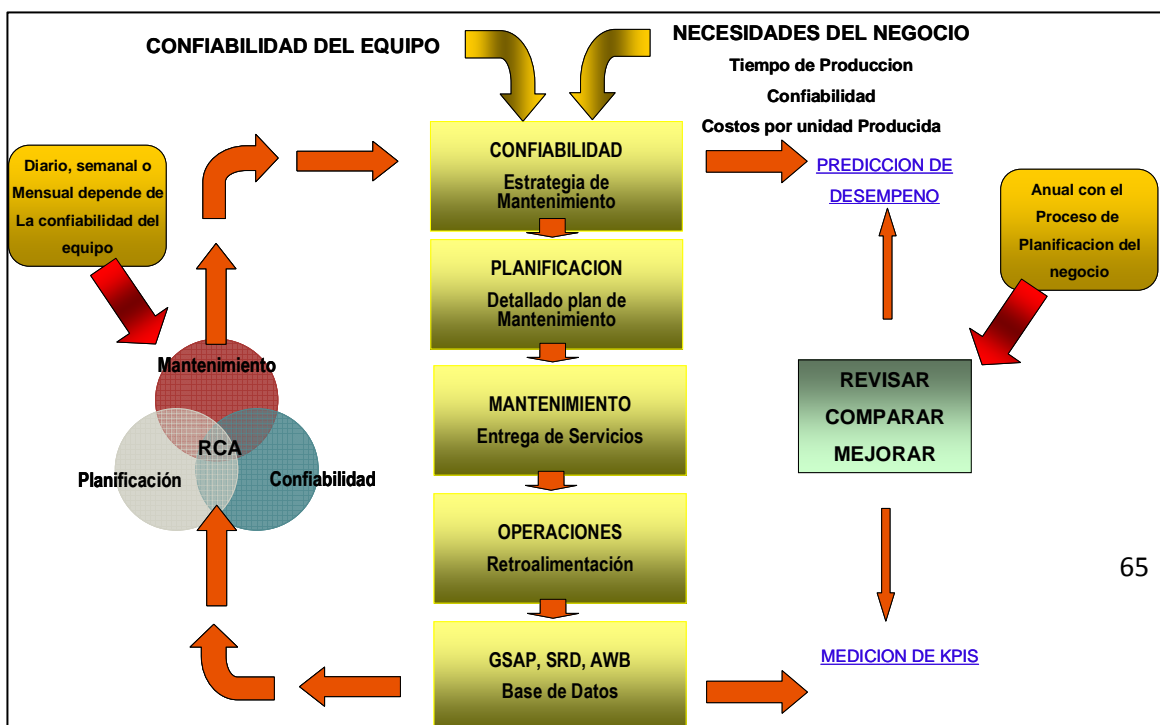 CONFIABILIDAD DEL EQUIPO
NECESIDADES DEL NEGOCIO
Tiempo de Produccion
Confiabilidad
Costos por unidad Producida
Diario, semanal o
Mensual depende de
La confiabilidad del
equipo
CONFIABILIDAD
Estrategia de
Mantenimiento
PREDICCION DE
DESEMPEÑO
Anual con el
Proceso de
Planificacion del
negocio
PLANIFICACION
Detallado plan de
Mantenimiento
Mantenimiento
RCA
Planificación
Confiabilidad
MANTENIMIENTO
Entrega de Servicios
REVISAR
COMPARAR
MEJORAR
OPERACIONES
Retroalimentación
65
GSAP, SRD, AWB
Base de Datos
MEDICION DE KPIS